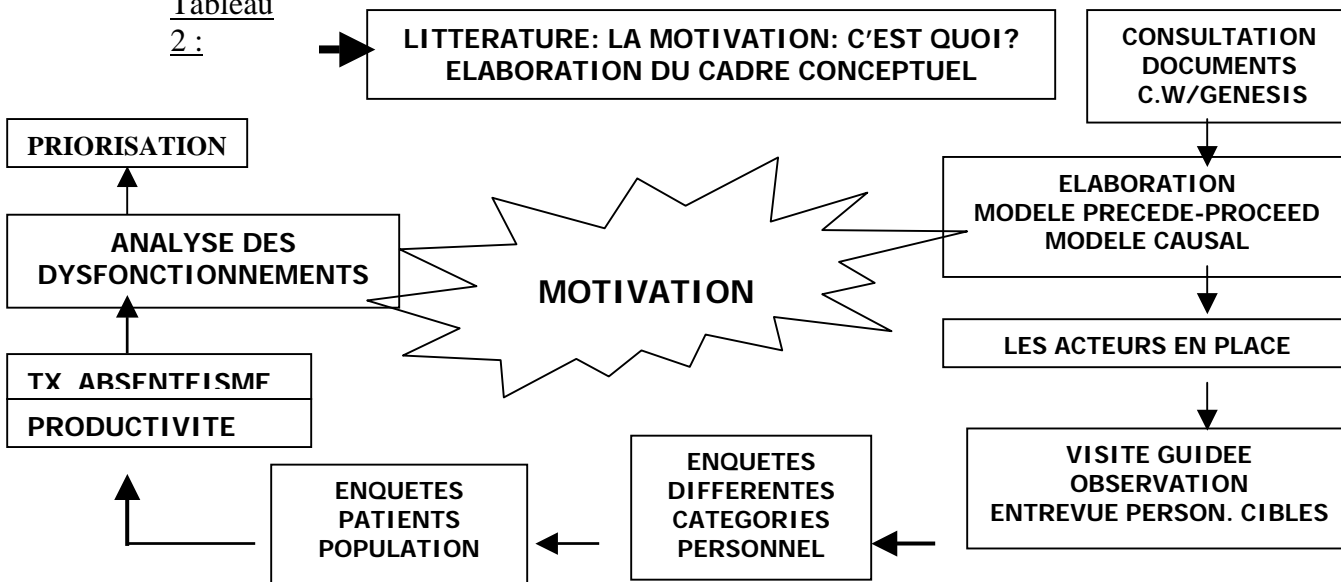 Tableau
2 :
LITTERATURE: LA MOTIVATION: C'EST QUOI?
ELABORATION DU CADRE CONCEPTUEL
CONSULTATION
DOCUMENTS
C.W/GENESIS
PRIORISATION
ELABORATION
MODELE PRECEDE-PROCEED
MODELE CAUSAL
ANALYSE DES
DYSFONCTIONNEMENTS
MOTIVATION
LES ACTEURS EN PLACE
TX ABSENTEISME
PRODUCTIVITE
VISITE GUIDEE
OBSERVATION
ENTREVUE PERSON. CIBLES
ENQUETES
DIFFERENTES
CATEGORIES
PERSONNEL
ENQUETES
PATIENTS
POPULATION